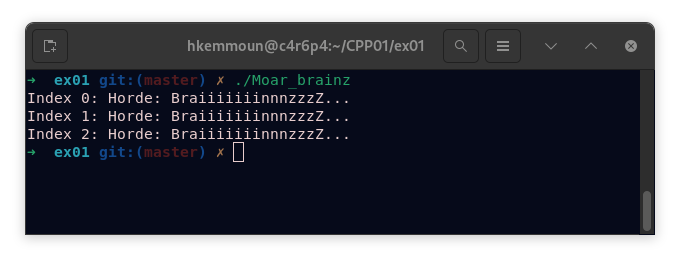 hkemmoun@c4r6p4:~/CPP01/ex01
➜ ex01 git:(master) ✗ ./Moar_brainz
Index 0: Horde: BraiiiiiiinnnzzzZ...
Index 1: Horde: BraiiiiiiinnnzzzZ...
Index 2: Horde: BraiiiiiiinnnzzzZ...
➜ ex01 git:(master) ✗